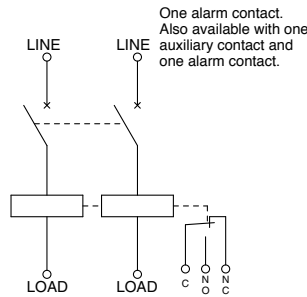 One alarm contact.
Also available with one
auxiliary contact and
one alarm contact.
LINE
LINE
LOAD
LOAD
C
NO
NC